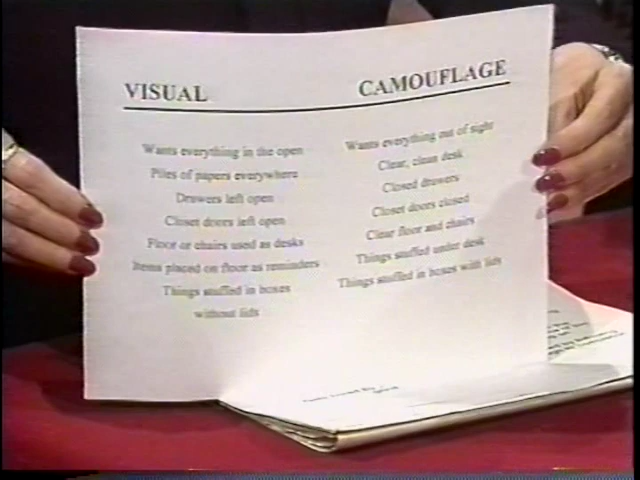 VISUAL
Wants everything in the open
Piles of papers everywhere
Drawers left open
Closet doors left open
Floor or chairs used as desks
Items placed on floor as reminders
Things stuffed in boxes
without lids
CAMOUFLAGE
Wants everything out of sight
Clear, clean desk
Closed drawers
Closet doors closed
Clear floor and chairs
Things stuffed under desk
Things stuffed in boxes with lids